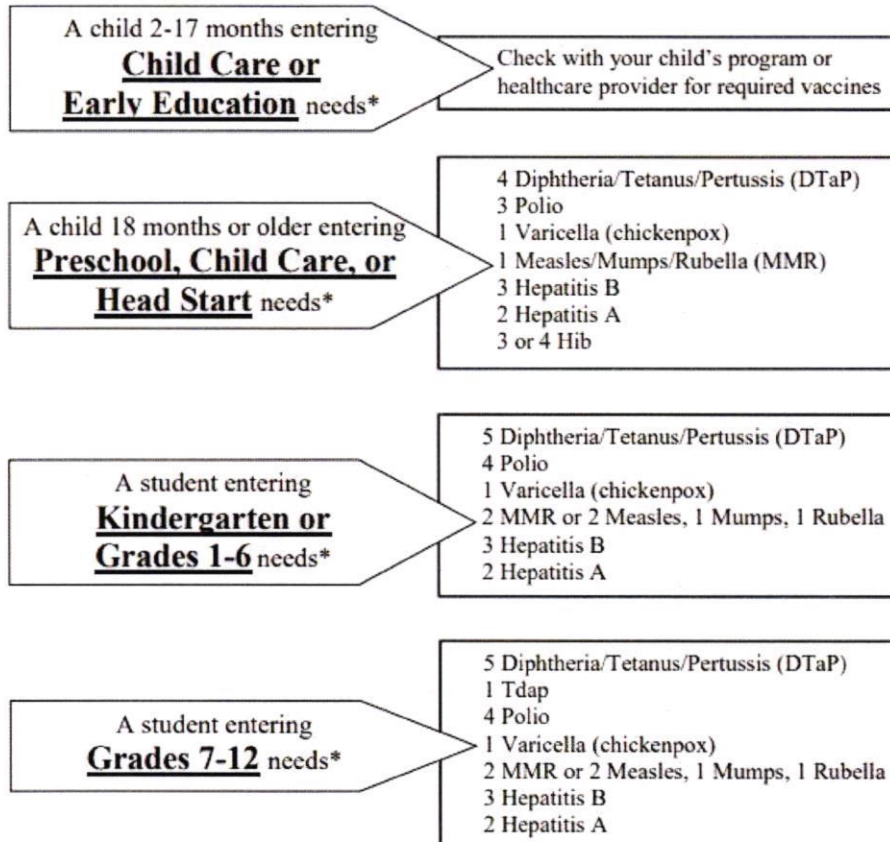 A child 2-17 months entering
Child Care or
Early Education needs*
Check with your child's program or
healthcare provider for required vaccines
A child 18 months or older entering
Preschool, Child Care, or
Head Start needs*
4 Diphtheria/Tetanus/Pertussis (DTaP)
3 Polio
1 Varicella (chickenpox)
1 Measles/Mumps/Rubella (MMR)
3 Hepatitis B
2 Hepatitis A
3 or 4 Hib
A student entering
Kindergarten or
Grades 1-6 needs*
5 Diphtheria/Tetanus/Pertussis (DTaP)
4 Polio
1 Varicella (chickenpox)
2 MMR or 2 Measles, 1 Mumps, 1 Rubella
3 Hepatitis B
2 Hepatitis A
A student entering
Grades 7-12 needs*
5 Diphtheria/Tetanus/Pertussis (DTaP)
1 Tdap
4 Polio
1 Varicella (chickenpox)
2 MMR or 2 Measles, 1 Mumps, 1 Rubella
3 Hepatitis B
2 Hepatitis A